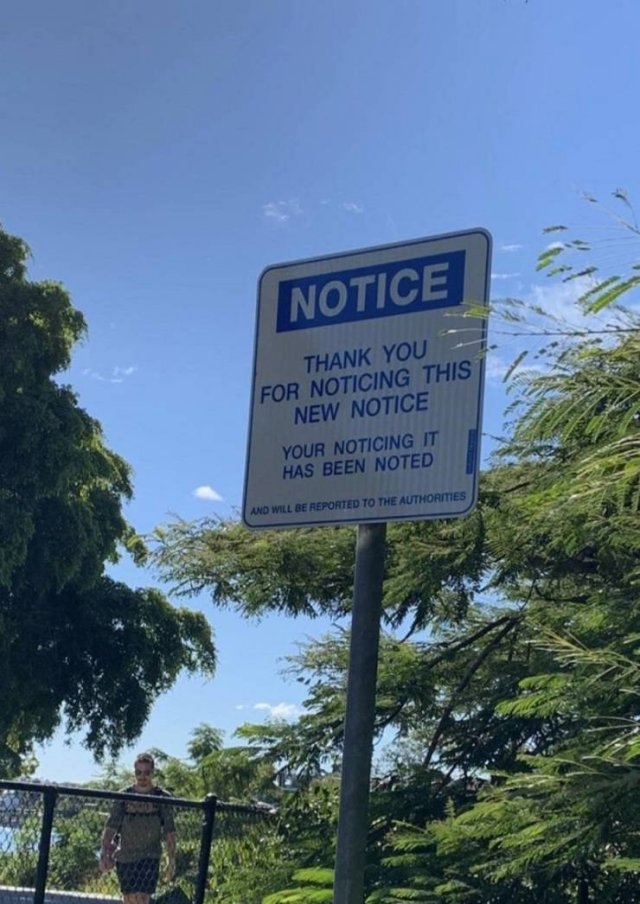 NOTICE
THANK YOU
FOR NOTICING THIS
NEW NOTICE
YOUR NOTICING IT
HAS BEEN NOTED
AND WILL BE REPORTED TO THE AUTHORITIES